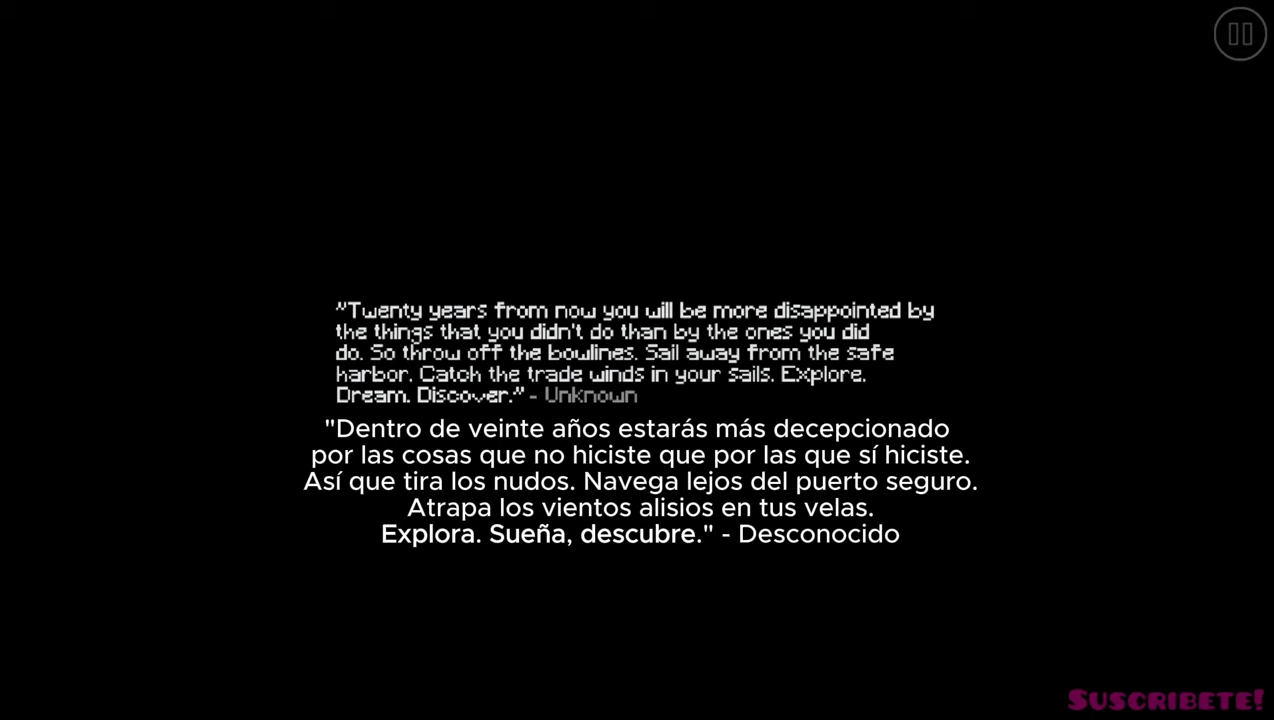 "Twenty years from now you will be more disappointed by
the things that you didn't do than by the ones you did
do. So throw off the bowlines. Sail away from the safe
harbor. Catch the trade winds in your sails. Explore.
Dream. Discover." - Unknown
"Dentro de veinte años estarás más decepcionado
por las cosas que no hiciste que por las que sí hiciste.
Así que tira los nudos. Navega lejos del puerto seguro.
Atrapa los vientos alisios en tus velas.
Explora. Sueña, descubre." - Desconocido
SUSCRIBETE!